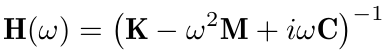 H(ω) = (K − ω²M + iωC)⁻¹